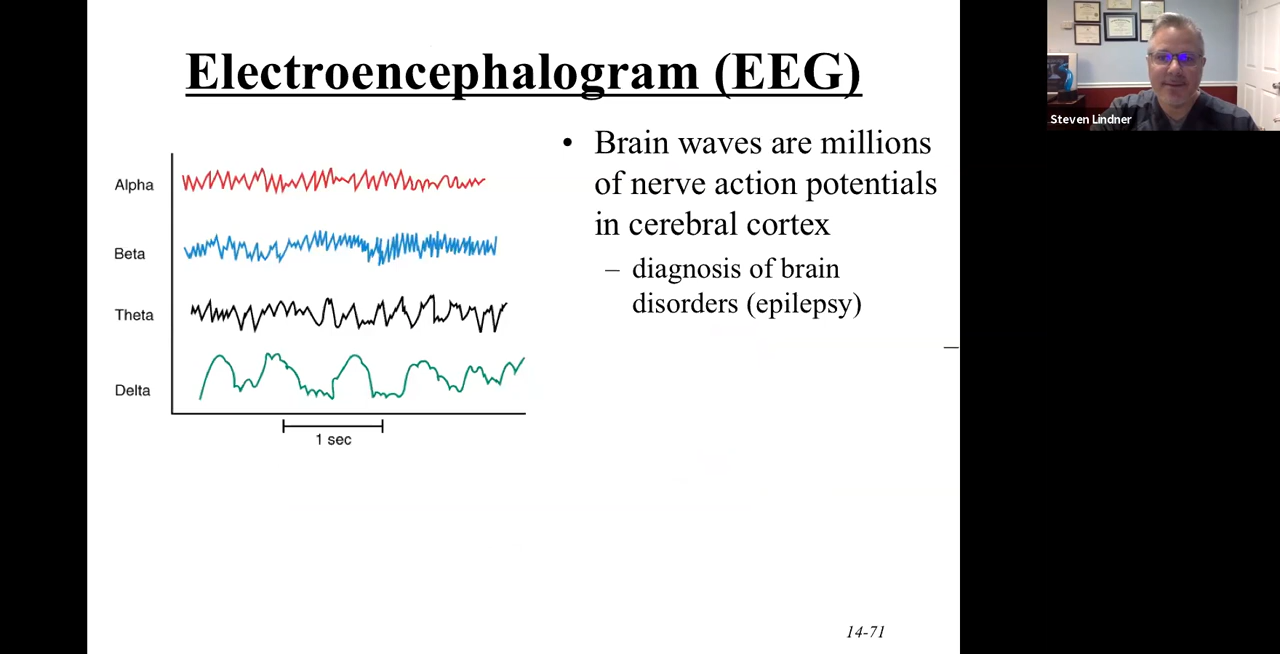 Electroencephalogram (EEG)
Steven Lindner
• Brain waves are millions
of nerve action potentials
in cerebral cortex
– diagnosis of brain
disorders (epilepsy)
Alpha
Beta
Theta
Delta
1 sec
14-71